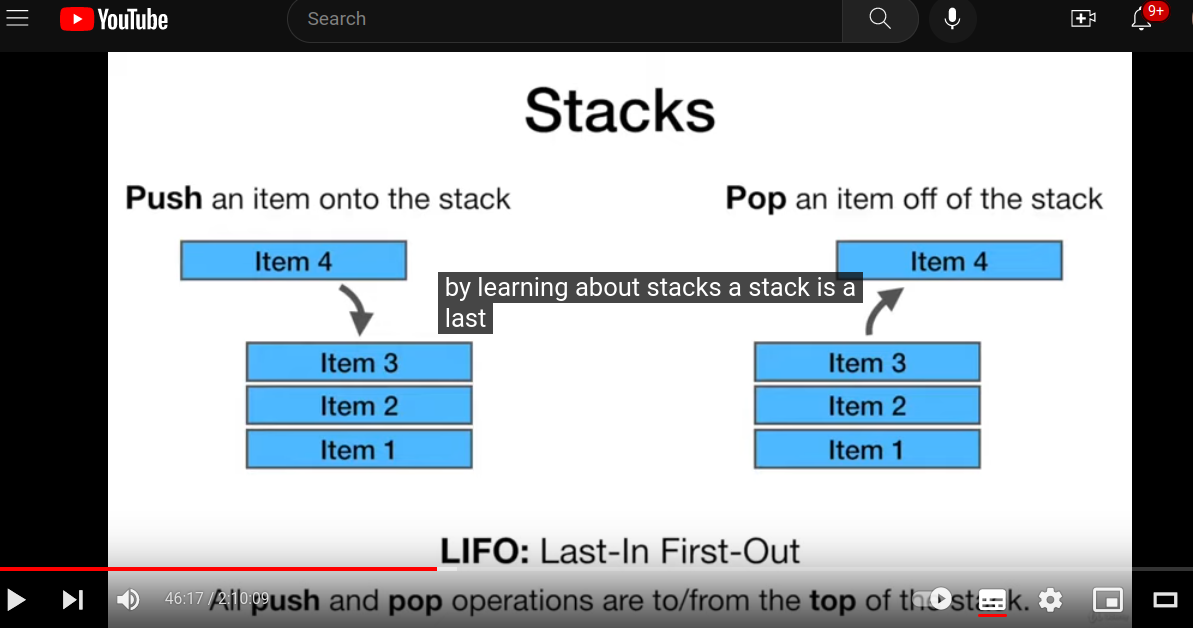 YouTube
Search
9+
Stacks
Push an item onto the stack
Pop an item off of the stack
Item 4
Item 4
by learning about stacks a stack is a
last
Item 3
Item 3
Item 2
Item 2
Item 1
Item 1
LIFO: Last-In First-Out
46:17 / 2:10:09
All push and pop operations are to/from the top of the stack.